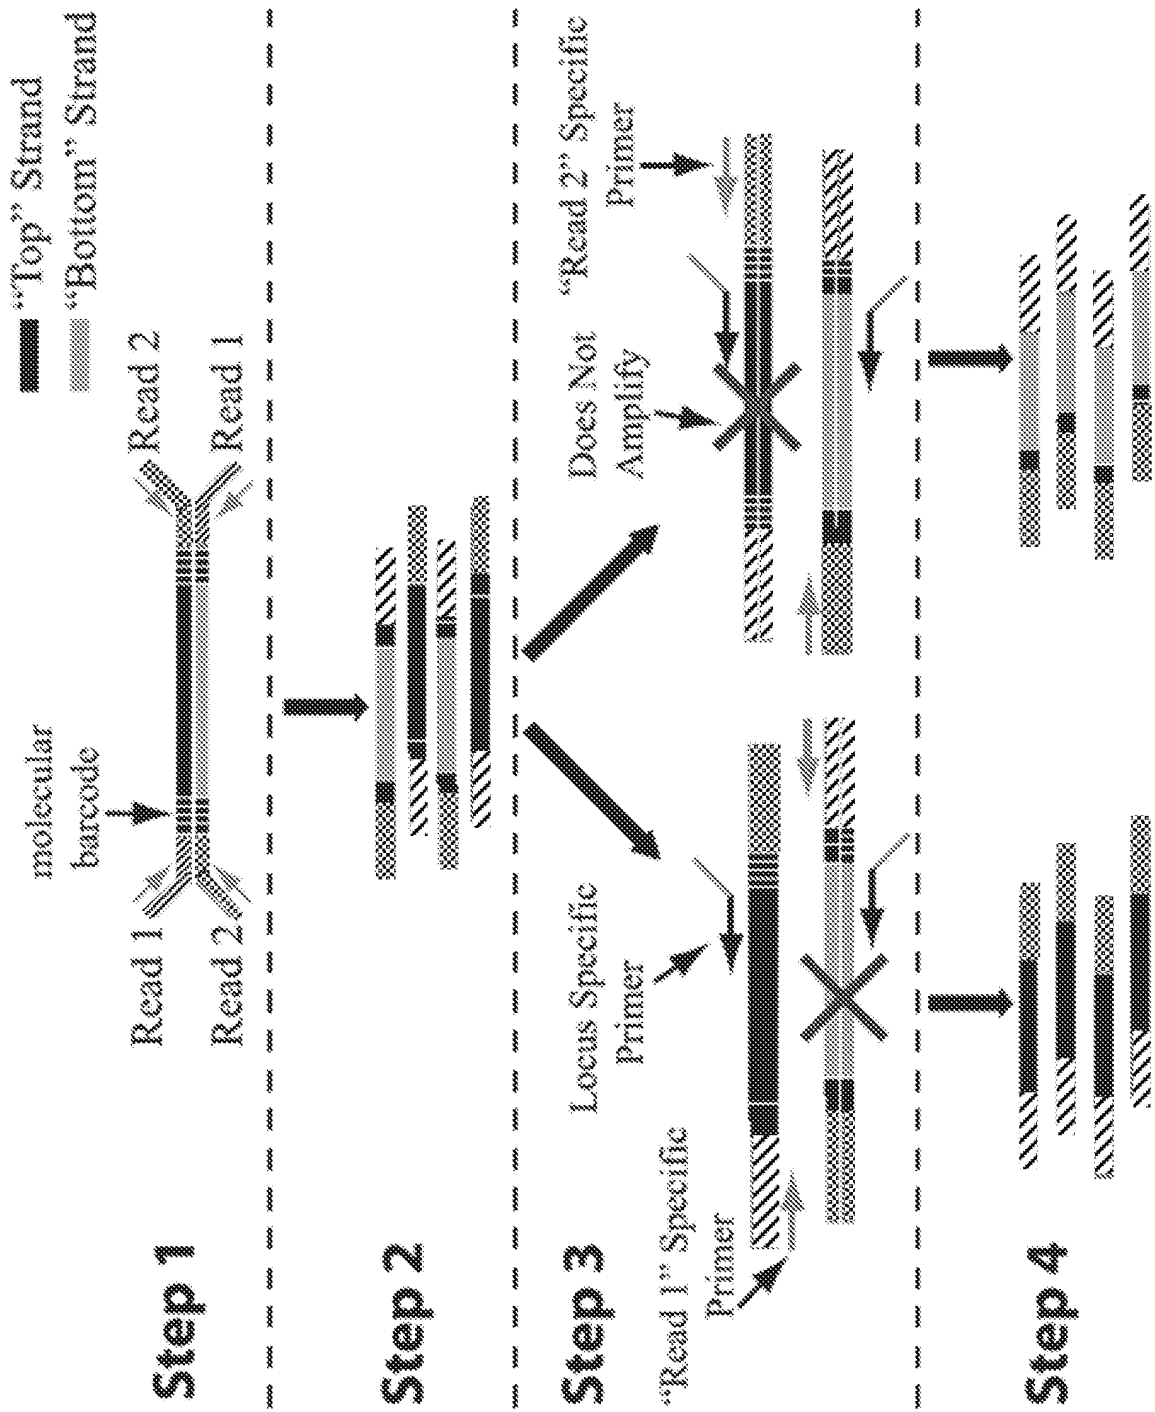 "Top" Strand
"Bottom" Strand
Step 1
molecular
barcode
Read 1
Read 2
Read 2
Read 1
Step 2
Step 3
"Read 1" Specific
Primer
Locus Specific
Primer
Does Not
Amplify
"Read 2" Specific
Primer
Step 4